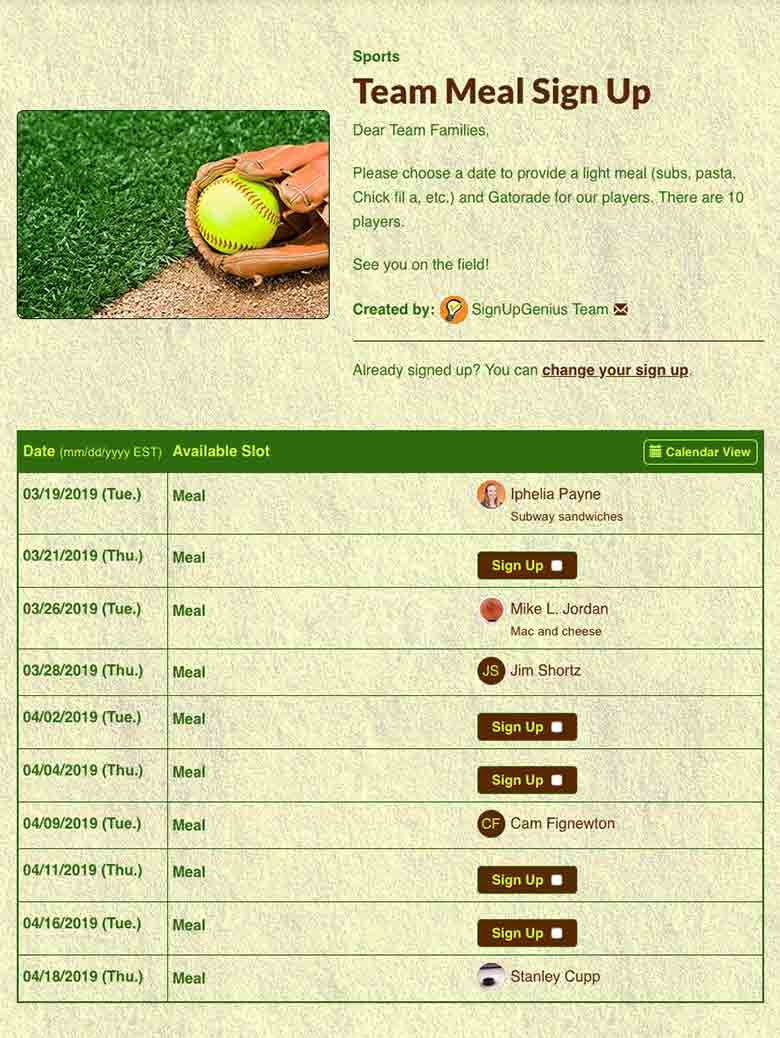 Sports
Team Meal Sign Up
Dear Team Families,
Please choose a date to provide a light meal (subs, pasta,
Chick fil a, etc.) and Gatorade for our players. There are 10
players.
See you on the field!
Created by: SignUpGenius Team
Already signed up? You can change your sign up.
Date (mm/dd/yyyy EST) Available Slot Calendar View
03/19/2019 (Tue.) Meal Iphelia Payne
Subway sandwiches
03/21/2019 (Thu.) Meal Sign Up
03/26/2019 (Tue.) Meal Mike L. Jordan
Mac and cheese
03/28/2019 (Thu.) Meal JS Jim Shortz
04/02/2019 (Tue.) Meal Sign Up
04/04/2019 (Thu.) Meal Sign Up
04/09/2019 (Tue.) Meal CF Cam Fignewton
04/11/2019 (Thu.) Meal Sign Up
04/16/2019 (Tue.) Meal Sign Up
04/18/2019 (Thu.) Meal Stanley Cupp